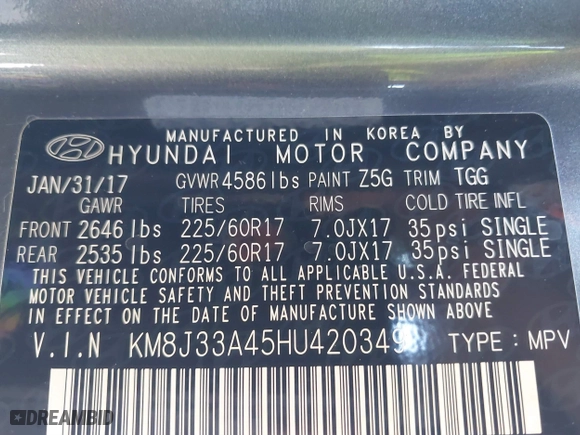 MANUFACTURED IN KOREA BY
HYUNDAI MOTOR COMPANY
JAN/31/17 GVWR 4586 lbs PAINT Z5G TRIM TGG
GAWR TIRES RIMS COLD TIRE INFL
FRONT 2646 lbs 225/60R17 7.0JX17 35 psi SINGLE
REAR 2535 lbs 225/60R17 7.0JX17 35 psi SINGLE
THIS VEHICLE CONFORMS TO ALL APPLICABLE U.S.A. FEDERAL
MOTOR VEHICLE SAFETY AND THEFT PREVENTION STANDARDS
IN EFFECT ON THE DATE OF MANUFACTURE SHOWN ABOVE.
V.I.N TYPE : MPV
DREAMBID